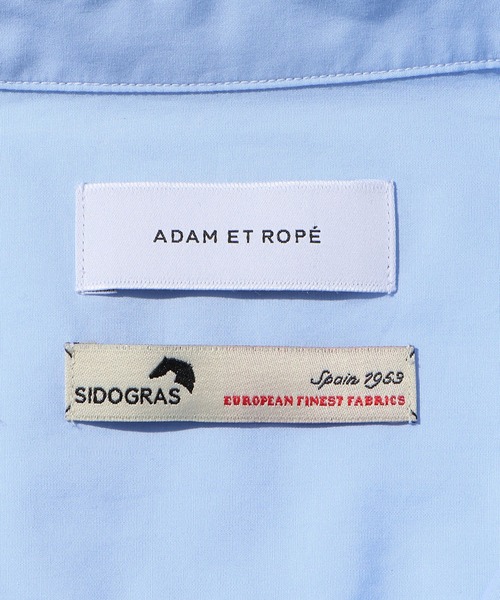 ADAM ET ROPÉ
SIDOGRAS
Spain 1953
EUROPEAN FINEST FABRICS